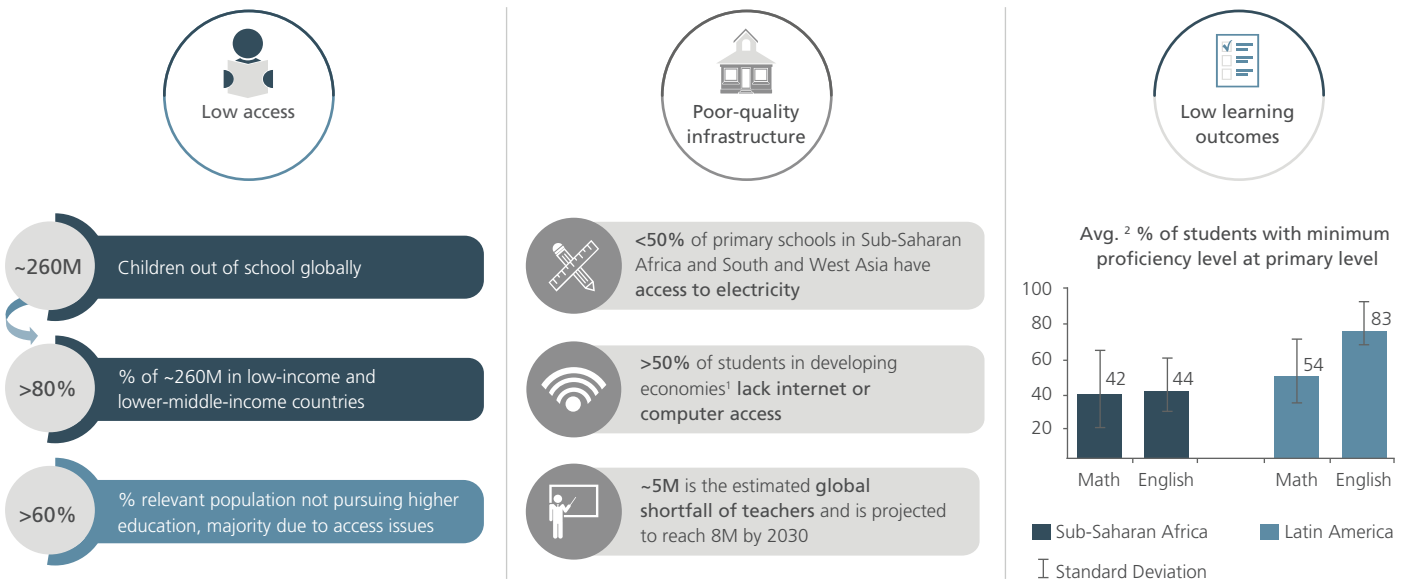 Low access
~260M
Children out of school globally
>80%
% of ~260M in low-income and
lower-middle-income countries
>60%
% relevant population not pursuing higher
education, majority due to access issues
Poor-quality
infrastructure
<50% of primary schools in Sub-Saharan
Africa and South and West Asia have
access to electricity
>50% of students in developing
economies¹ lack internet or
computer access
~5M is the estimated global
shortfall of teachers and is projected
to reach 8M by 2030
Low learning
outcomes
Avg. ² % of students with minimum
proficiency level at primary level
100
80
60
40
20
42
44
54
83
Math English Math English
Sub-Saharan Africa Latin America
Standard Deviation